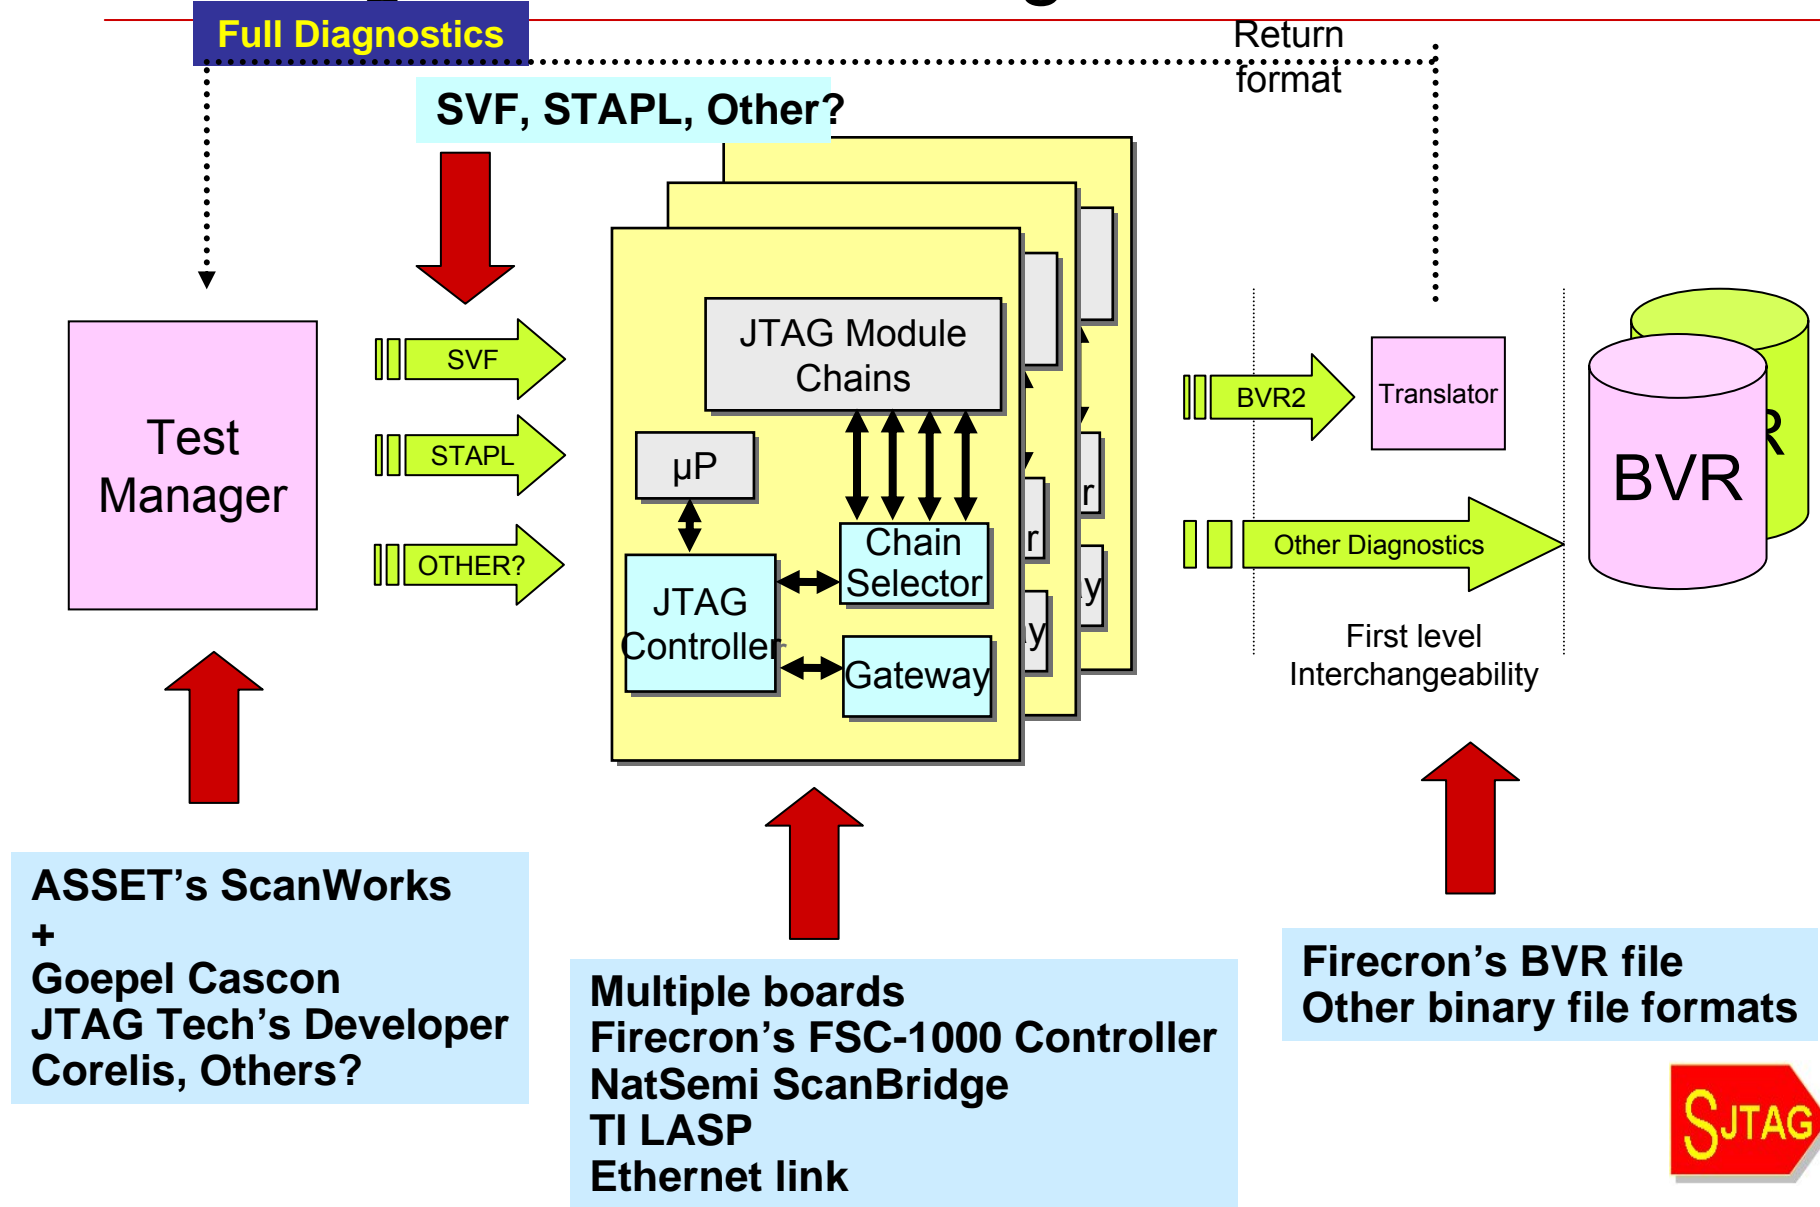 Full Diagnostics
Return
format
SVF, STAPL, Other?
Test
Manager
SVF
STAPL
OTHER?
JTAG Module
Chains
µP
Chain
Selector
JTAG
Controller
Gateway
r
r
y
y
BVR2
Translator
Other Diagnostics
First level
Interchangeability
BVR
R
ASSET's ScanWorks
+
Goepel Cascon
JTAG Tech's Developer
Corelis, Others?
Multiple boards
Firecron's FSC-1000 Controller
NatSemi ScanBridge
TI LASP
Ethernet link
Firecron's BVR file
Other binary file formats
SJTAG